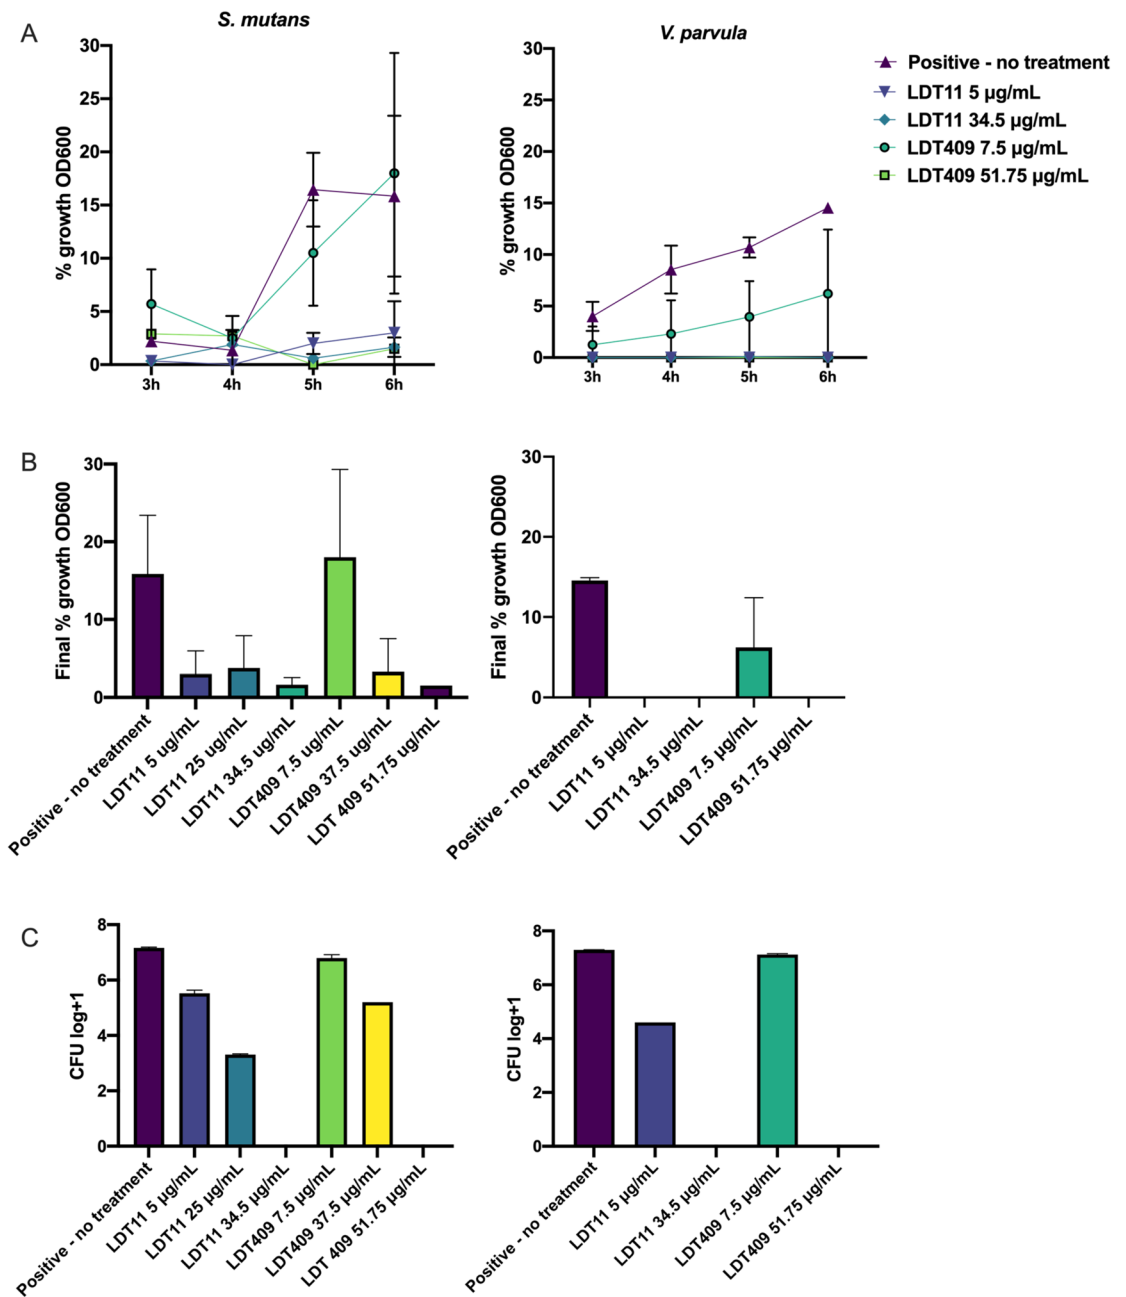 A
S. mutans
% growth OD600
30
25
20
15
10
5
0
3h
4h
5h
6h
V. parvula
% growth OD600
30
25
20
15
10
5
0
3h
4h
5h
6h
Positive - no treatment
LDT11 5 µg/mL
LDT11 34.5 µg/mL
LDT409 7.5 µg/mL
LDT409 51.75 µg/mL
B
Final % growth OD600
30
20
10
0
Positive - no treatment
LDT11 5 ug/mL
LDT11 25 ug/mL
LDT11 34.5 ug/mL
LDT409 7.5 ug/mL
LDT409 37.5 ug/mL
LDT 409 51.75 ug/mL
Final % growth OD600
30
20
10
0
Positive - no treatment
LDT11 5 µg/mL
LDT11 34.5 µg/mL
LDT409 7.5 µg/mL
LDT409 51.75 µg/mL
C
CFU log+1
8
6
4
2
0
Positive - no treatment
LDT11 5 µg/mL
LDT11 25 µg/mL
LDT11 34.5 µg/mL
LDT409 7.5 µg/mL
LDT409 37.5 µg/mL
LDT 409 51.75 µg/mL
CFU log+1
8
6
4
2
0
Positive - no treatment
LDT11 5 µg/mL
LDT11 34.5 µg/mL
LDT409 7.5 µg/mL
LDT409 51.75 µg/mL